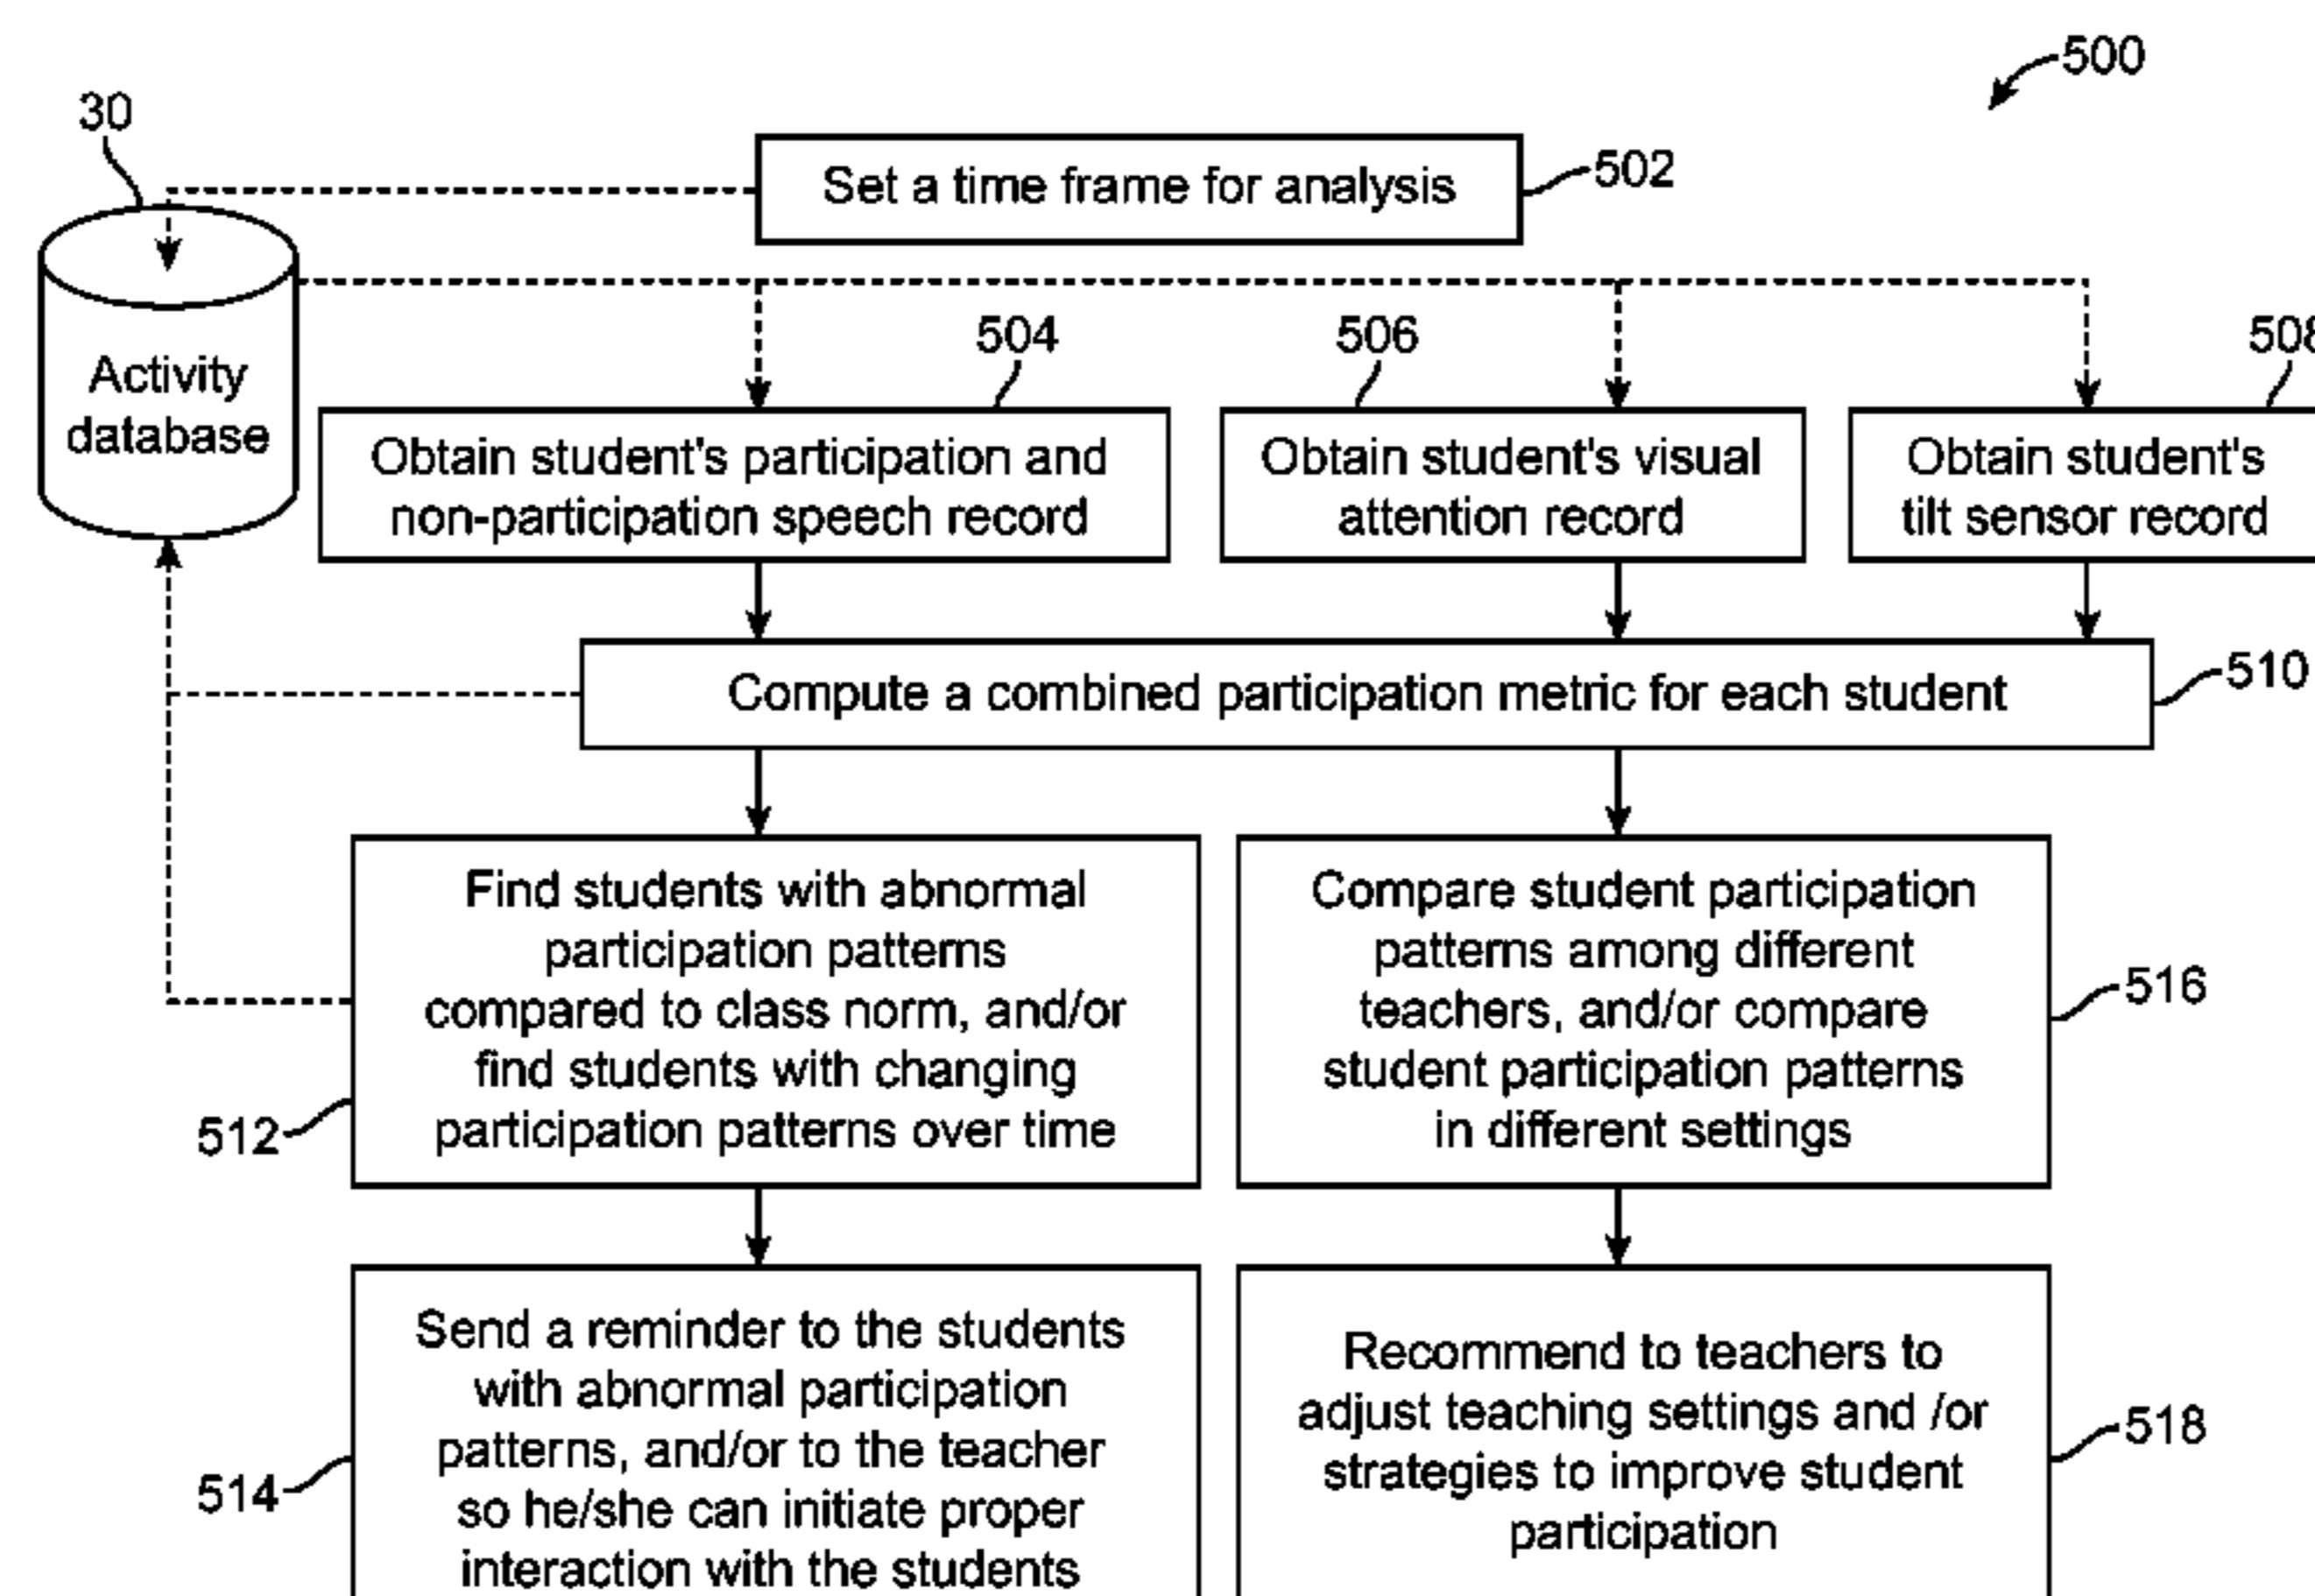 500
30
Set a time frame for analysis
502
Activity
database
504
506
508
Obtain student's participation and
non-participation speech record
Obtain student's visual
attention record
Obtain student's
tilt sensor record
Compute a combined participation metric for each student
510
Find students with abnormal
participation patterns
compared to class norm, and/or
find students with changing
participation patterns over time
512
Compare student participation
patterns among different
teachers, and/or compare
student participation patterns
in different settings
516
Send a reminder to the students
with abnormal participation
patterns, and/or to the teacher
so he/she can initiate proper
interaction with the students
514
Recommend to teachers to
adjust teaching settings and /or
strategies to improve student
participation
518